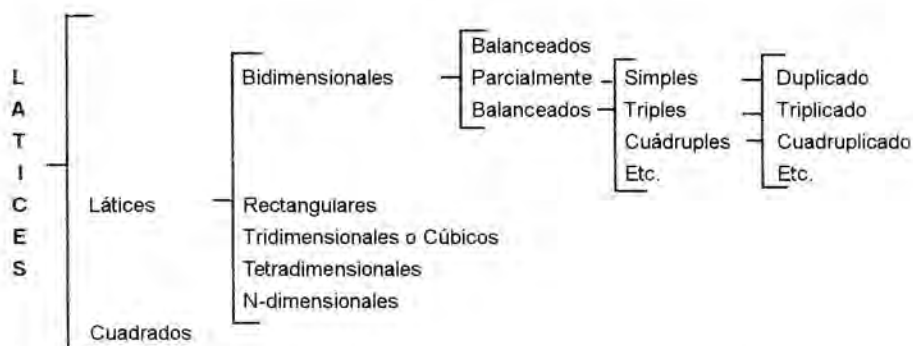 LATICES
Látices
Cuadrados
Bidimensionales
Rectangulares
Tridimensionales o Cúbicos
Tetradimensionales
N-dimensionales
Balanceados
Parcialmente
Balanceados
Simples
Triples
Cuádruples
Etc.
Duplicado
Triplicado
Cuadruplicado
Etc.